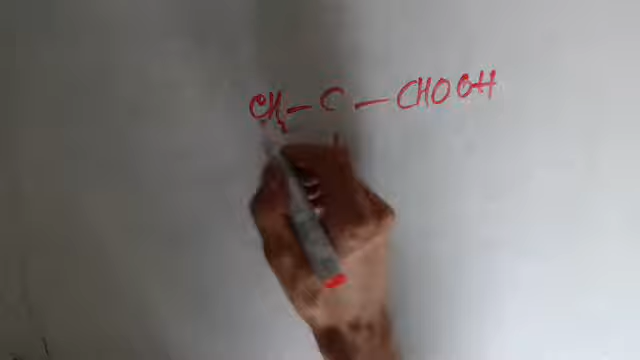 CH₃ — C — CHOOH